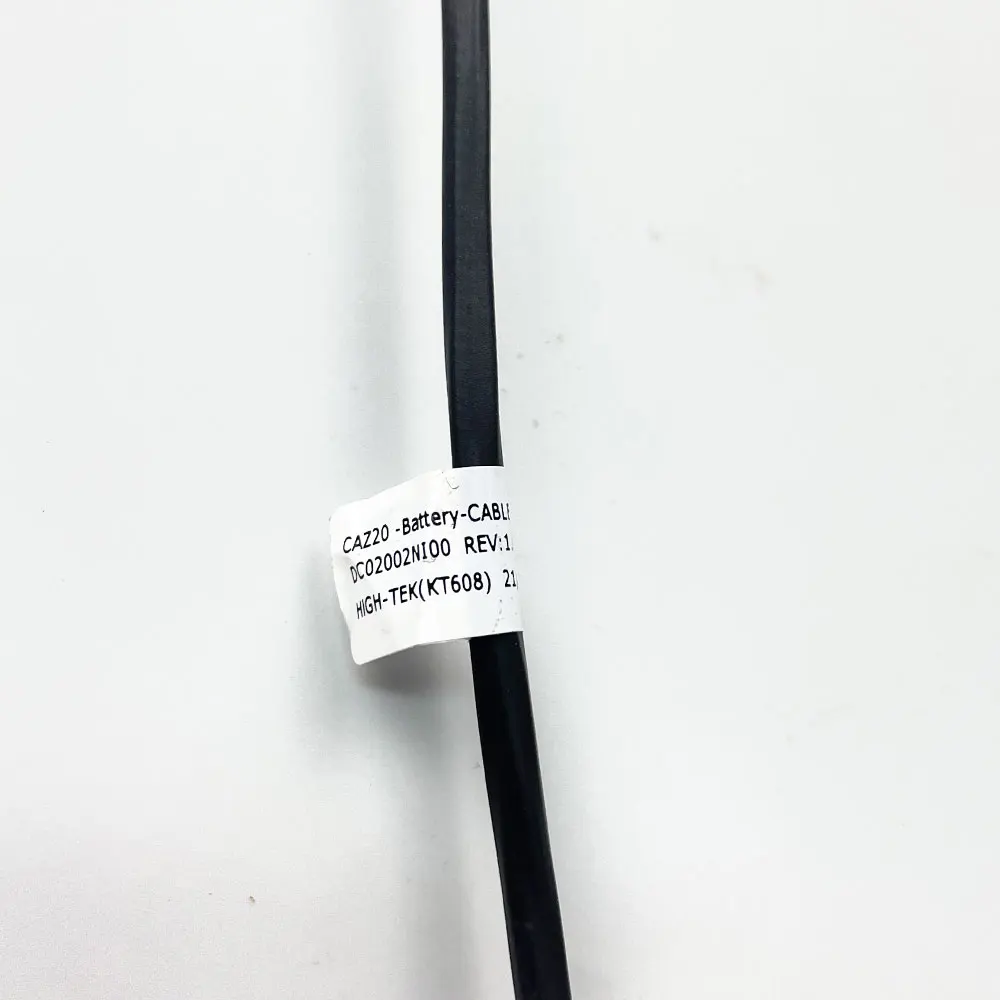 CAZ20 -Battery-CABLE
DC02002NI00 REV:1.
HIGH-TEK(KT608) 21